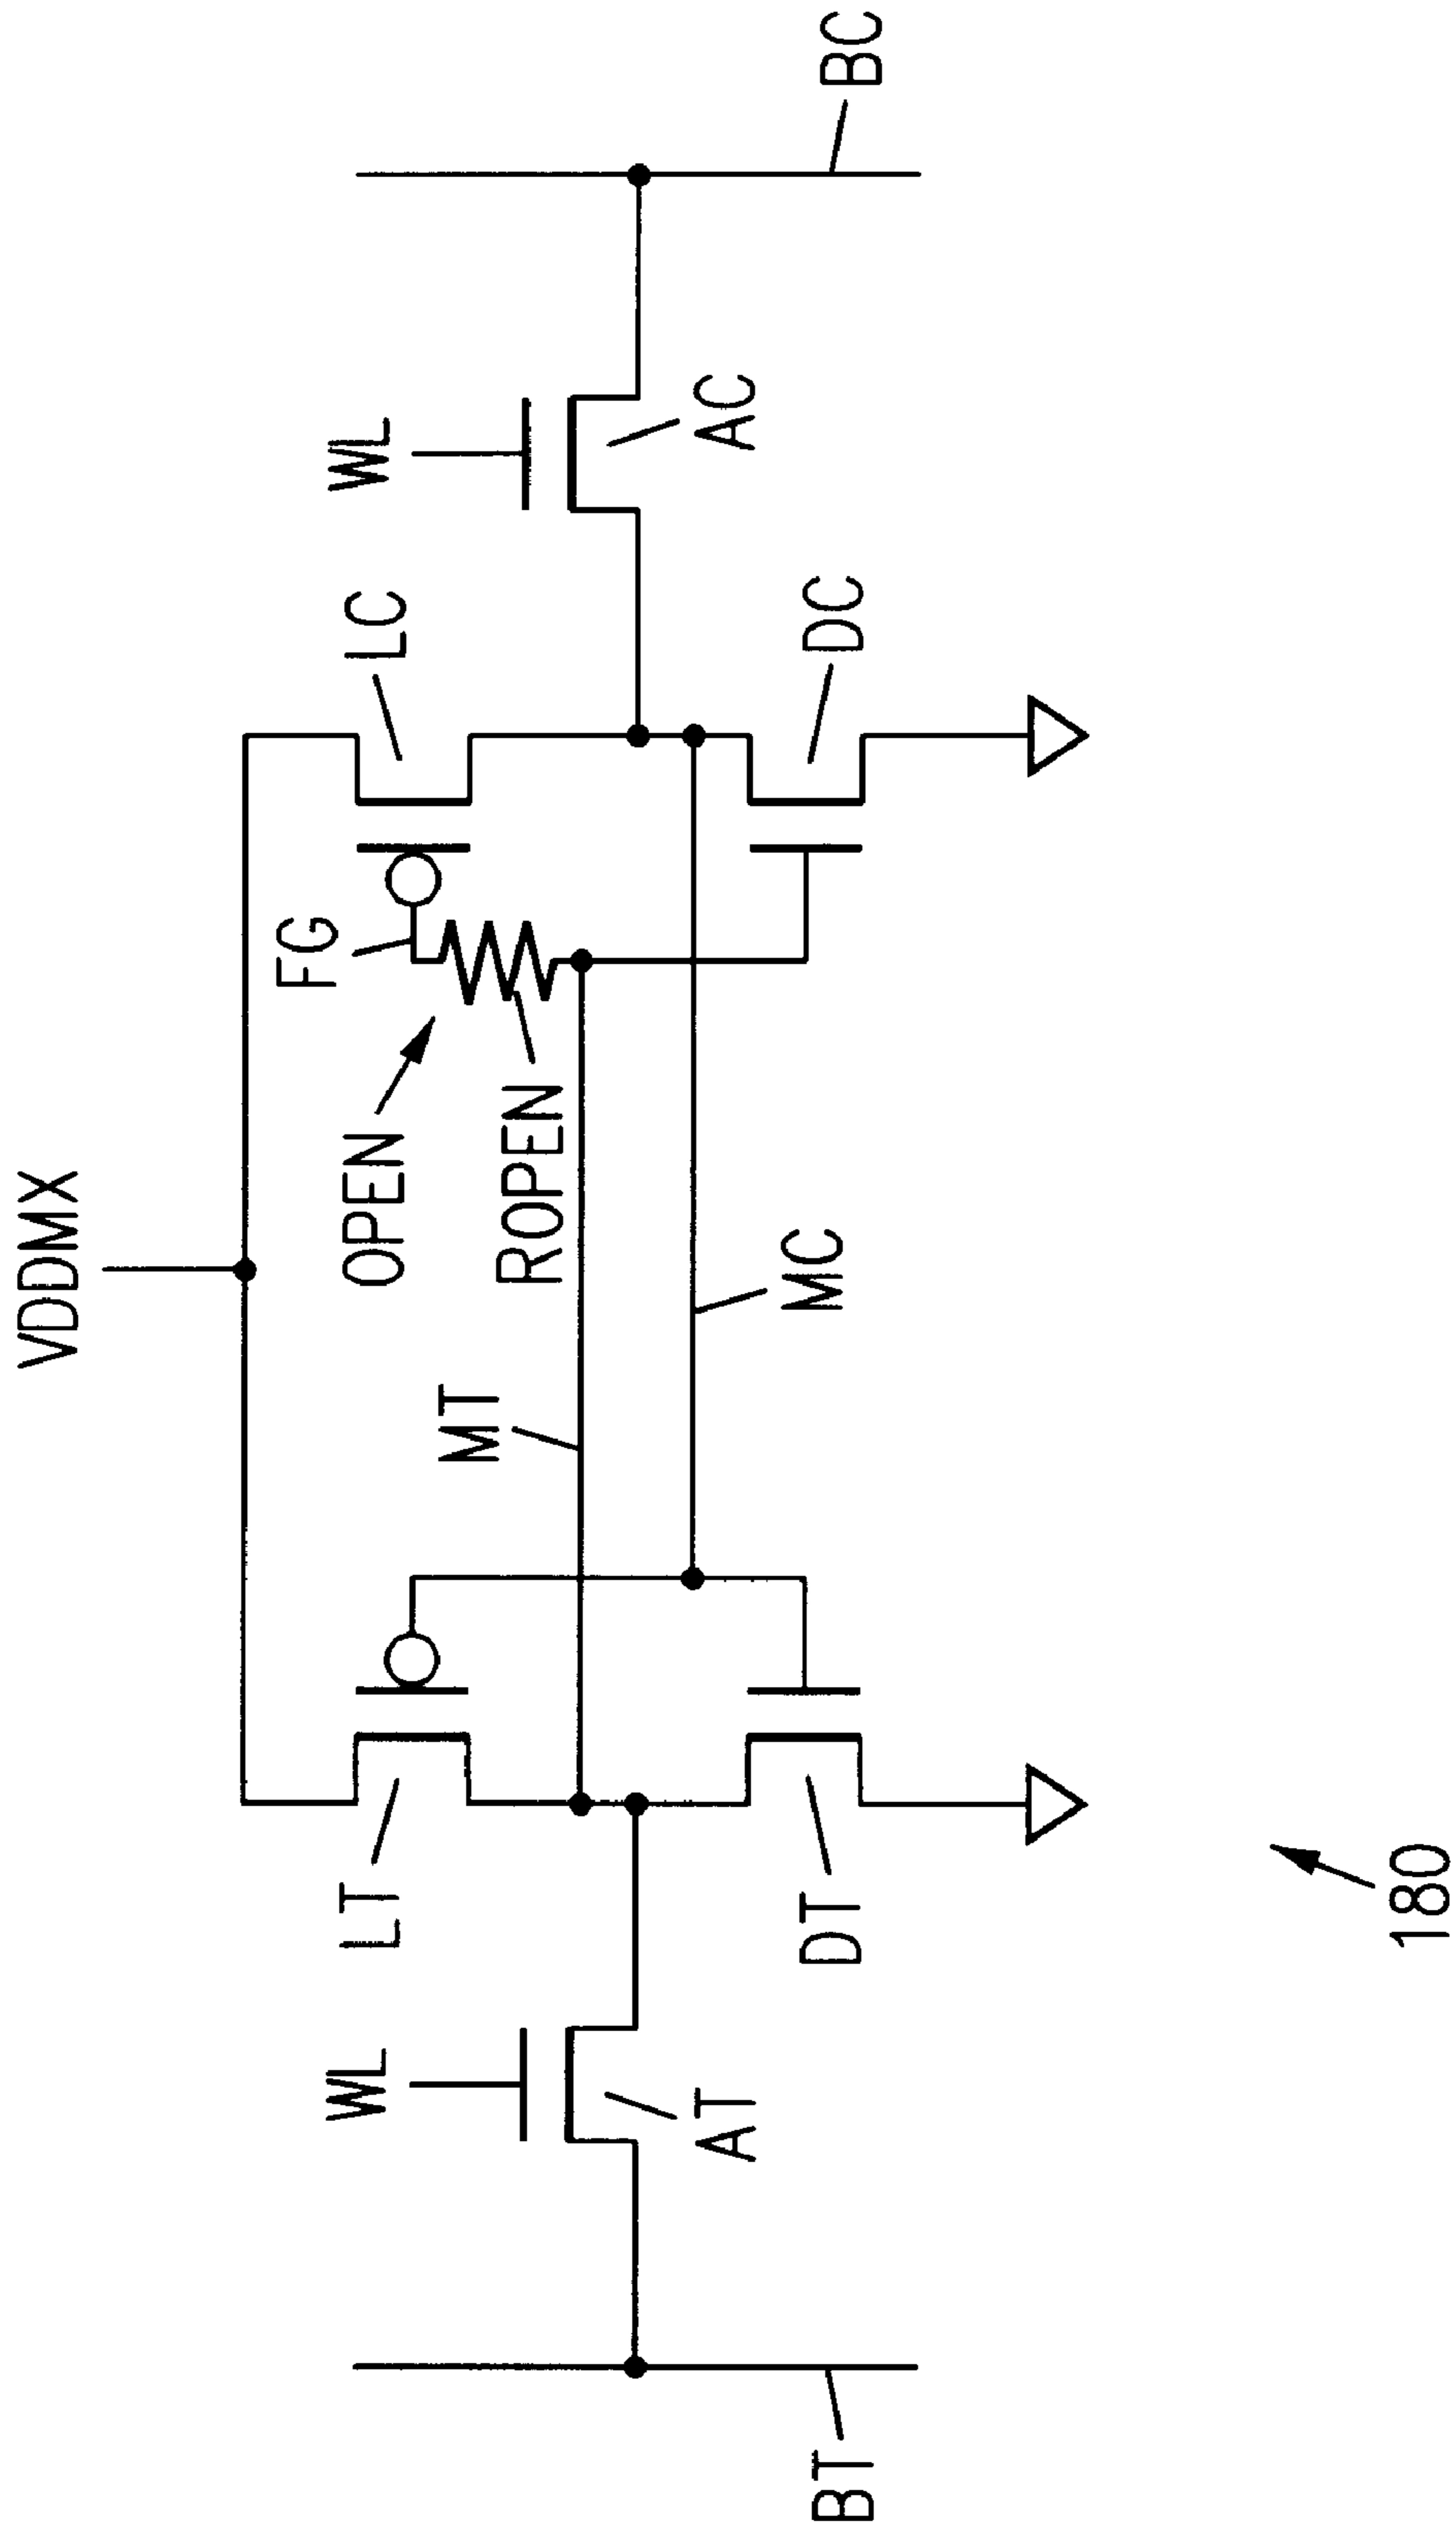 VDDMX
WL
LT
MT
OPEN
FG
LC
WL
ROPEN
AT
DT
MC
DC
AC
BT
BC
180